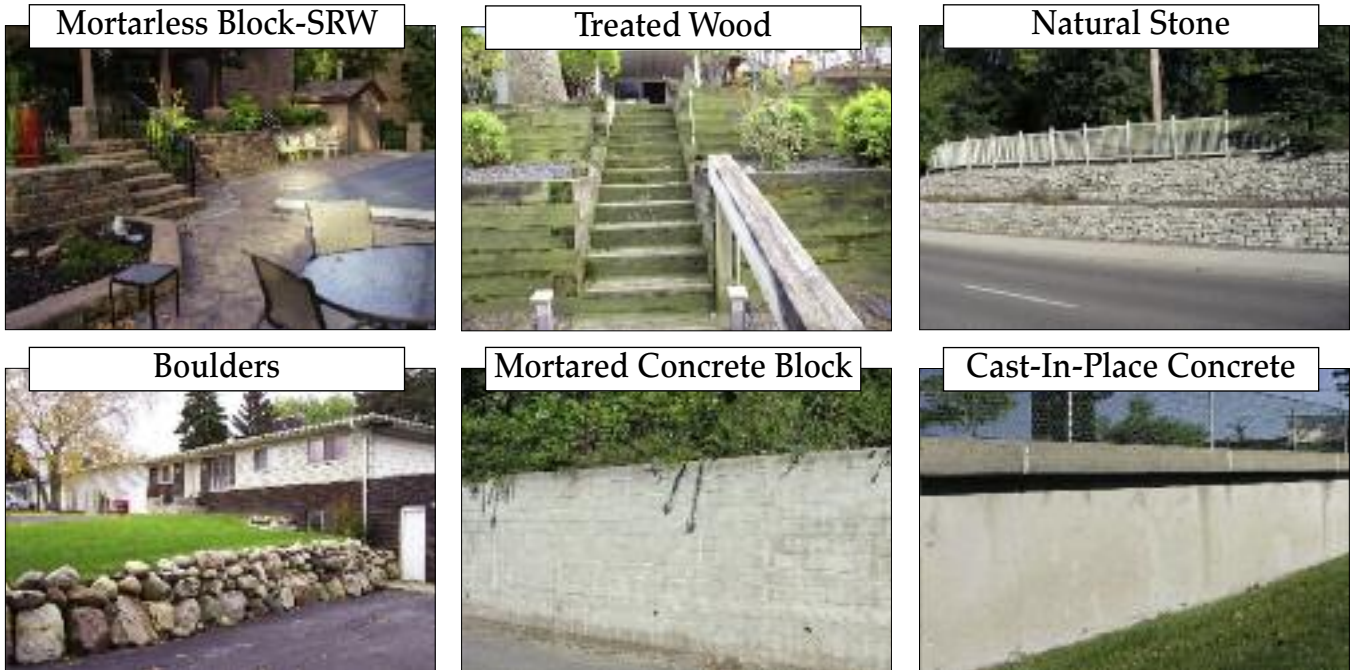 Mortarless Block-SRW
Treated Wood
Natural Stone
Boulders
Mortared Concrete Block
Cast-In-Place Concrete